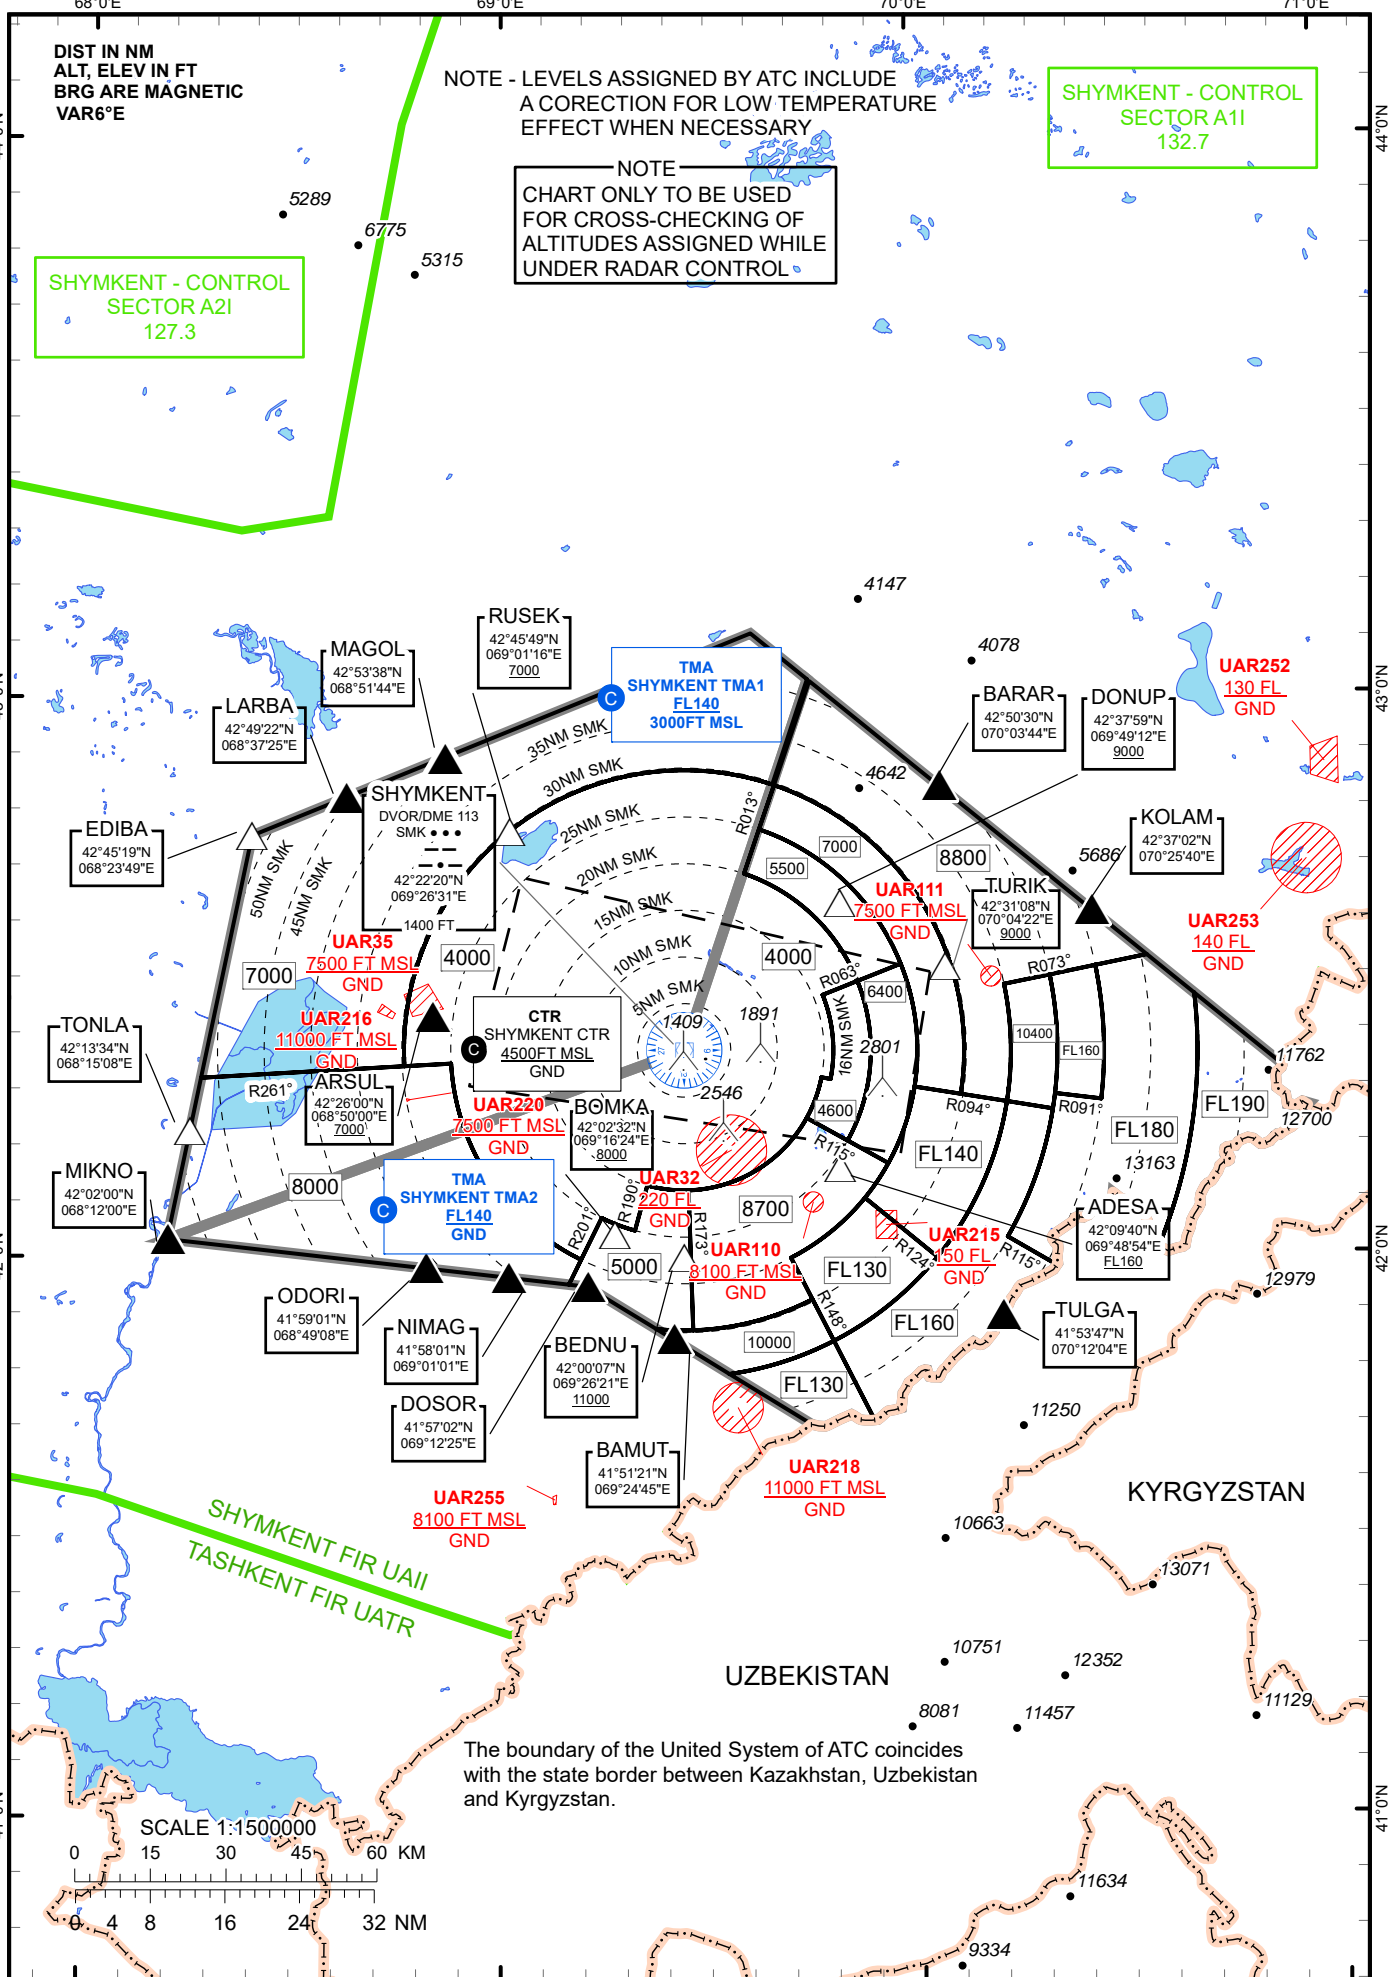 68°0'E
69°0'E
70°0'E
71°0'E
DIST IN NM
ALT, ELEV IN FT
BRG ARE MAGNETIC
VAR6°E
NOTE - LEVELS ASSIGNED BY ATC INCLUDE
A CORECTION FOR LOW TEMPERATURE
EFFECT WHEN NECESSARY
NOTE
CHART ONLY TO BE USED
FOR CROSS-CHECKING OF
ALTITUDES ASSIGNED WHILE
UNDER RADAR CONTROL
SHYMKENT - CONTROL
SECTOR A1I
132.7
44°0'N
5289
6775
5315
SHYMKENT - CONTROL
SECTOR A2I
127.3
4147
4078
43°0'N
RUSEK
42°45'49"N
069°01'16"E
7000
MAGOL
42°53'38"N
068°51'44"E
LARBA
42°49'22"N
068°37'25"E
TMA
SHYMKENT TMA1
FL140
3000FT MSL
C
BARAR
42°50'30"N
070°03'44"E
DONUP
42°37'59"N
069°49'12"E
9000
UAR252
130 FL
GND
EDIBA
42°45'19"N
068°23'49"E
SHYMKENT
DVOR/DME 113
SMK
42°22'20"N
069°26'31"E
1400 FT
35NM SMK
30NM SMK
25NM SMK
20NM SMK
15NM SMK
10NM SMK
5NM SMK
50NM SMK
45NM SMK
R013°
4642
5686
7000
5500
8800
KOLAM
42°37'02"N
070°25'40"E
UAR111
7500 FT MSL
GND
TURIK
42°31'08"N
070°04'22"E
9000
UAR253
140 FL
GND
UAR35
7500 FT MSL
GND
7000
4000
4000
R063°
R073°
6400
16NM SMK
UAR216
11000 FT MSL
GND
CTR
SHYMKENT CTR
4500FT MSL
GND
C
1409
1891
2801
2546
10400
FL160
11762
12700
TONLA
42°13'34"N
068°15'08"E
R261°
ARSUL
42°26'00"N
068°50'00"E
7000
UAR220
7500 FT MSL
GND
BOMKA
42°02'32"N
069°16'24"E
8000
4600
R115°
R094°
R091°
FL190
FL180
FL140
13163
MIKNO
42°02'00"N
068°12'00"E
8000
TMA
SHYMKENT TMA2
FL140
GND
C
UAR32
220 FL
GND
R201°
R190°
R173°
8700
5000
UAR110
8100 FT MSL
GND
UAR215
150 FL
GND
R124°
R115°
R148°
ADESA
42°09'40"N
069°48'54"E
FL160
42°0'N
FL130
FL160
10000
FL130
12979
ODORI
41°59'01"N
068°49'08"E
NIMAG
41°58'01"N
069°01'01"E
DOSOR
41°57'02"N
069°12'25"E
BEDNU
42°00'07"N
069°26'21"E
11000
BAMUT
41°51'21"N
069°24'45"E
TULGA
41°53'47"N
070°12'04"E
11250
UAR218
11000 FT MSL
GND
UAR255
8100 FT MSL
GND
KYRGYZSTAN
SHYMKENT FIR UAII
TASHKENT FIR UATR
10663
13071
UZBEKISTAN
10751
12352
8081
11457
11129
The boundary of the United System of ATC coincides
with the state border between Kazakhstan, Uzbekistan
and Kyrgyzstan.
41°0'N
SCALE 1:1500000
0 15 30 45 60 KM
0 4 8 16 24 32 NM
11634
9334